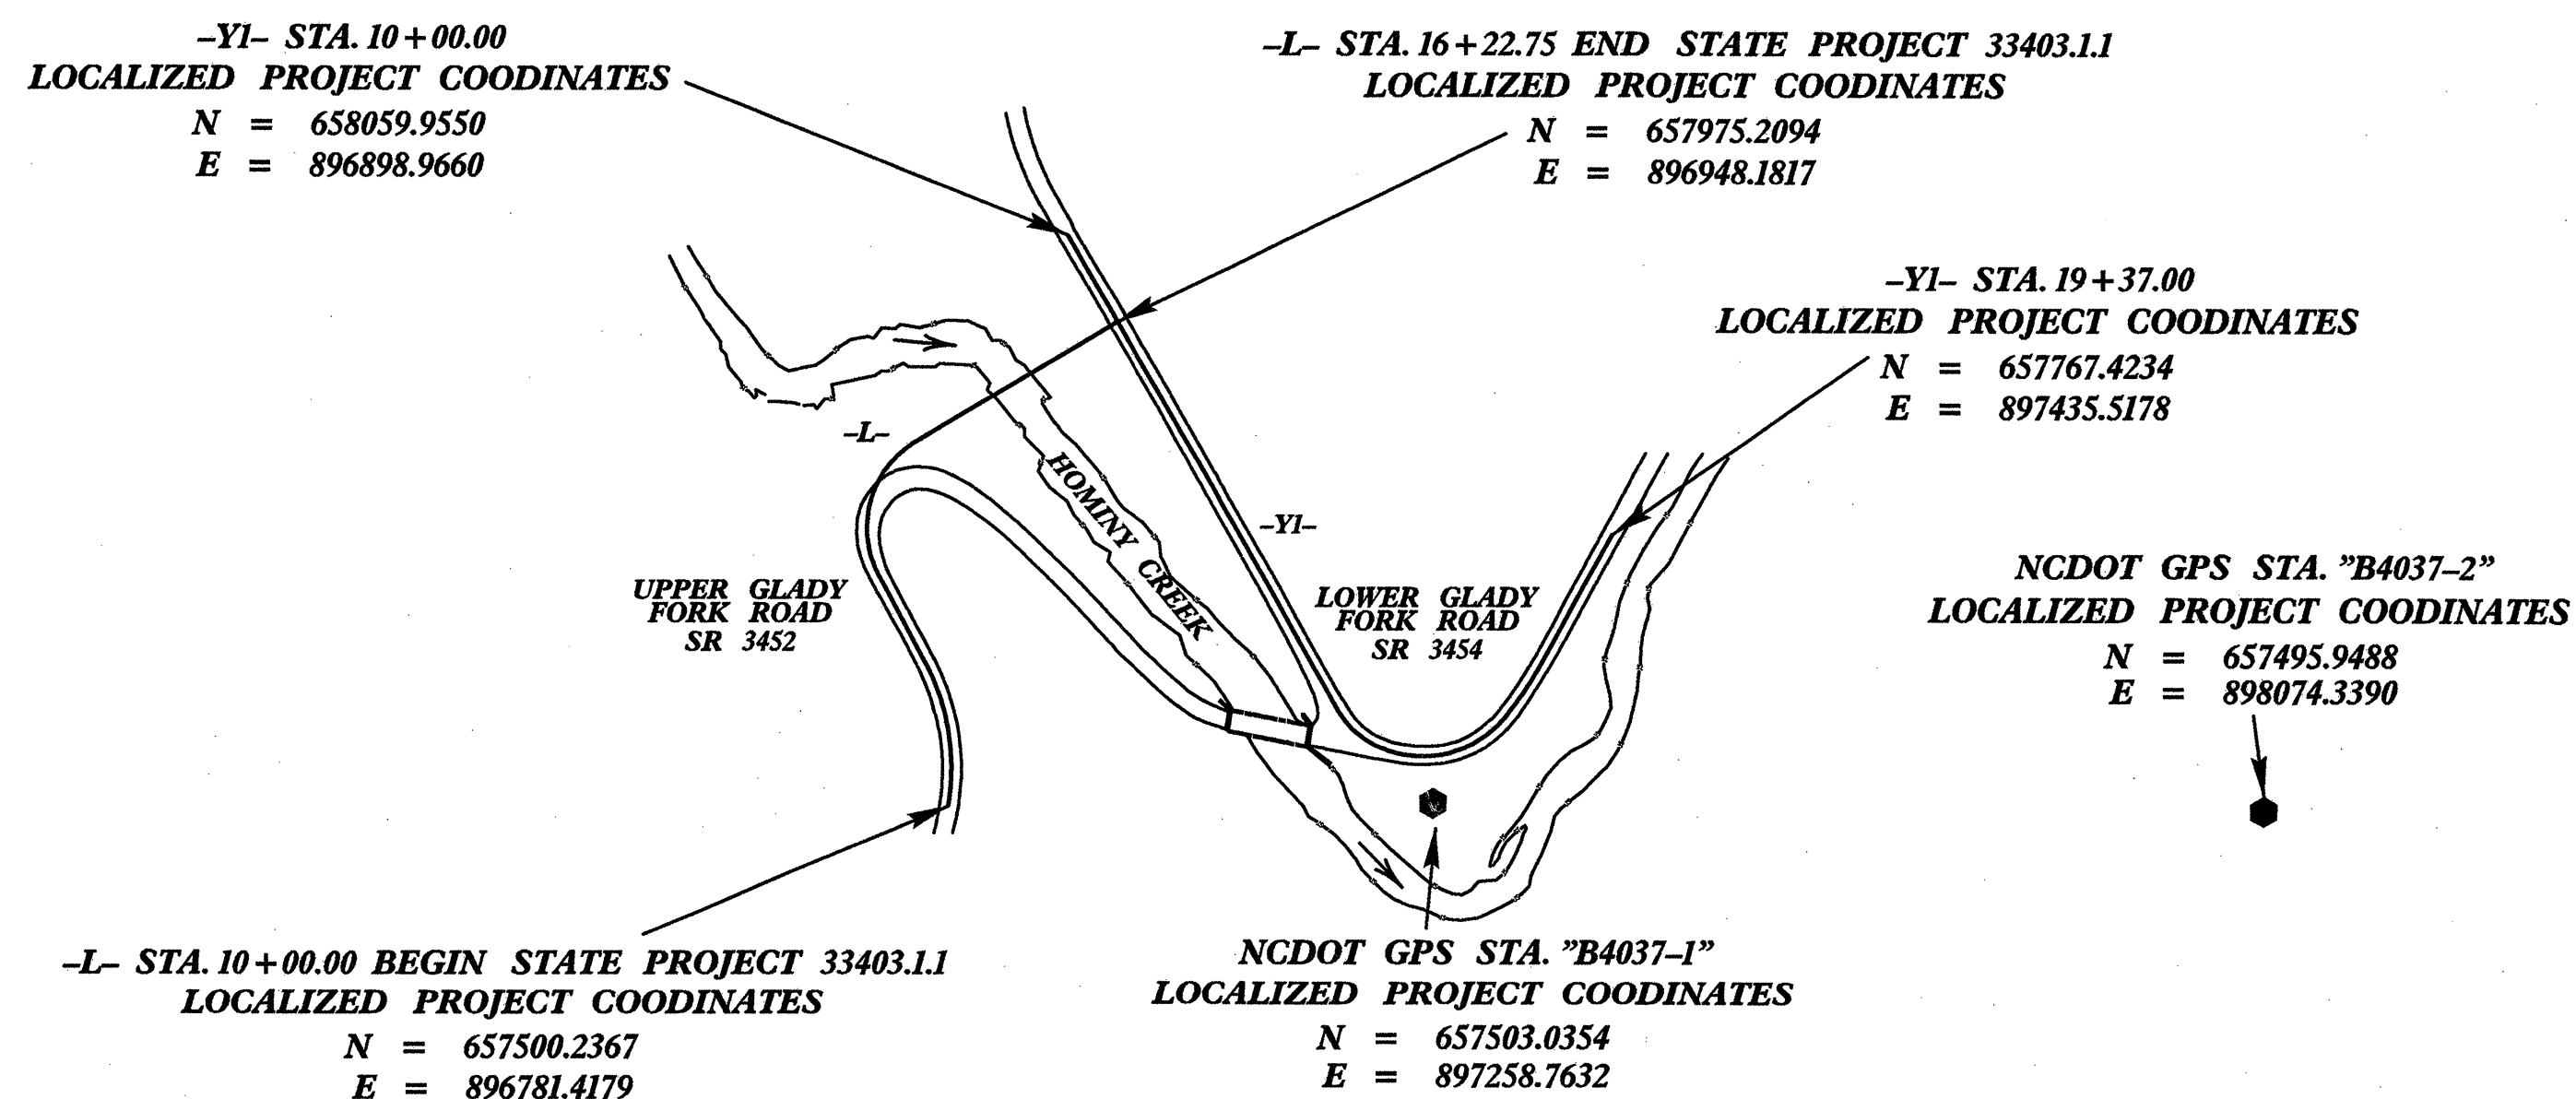 –Y1– STA. 10+00.00
LOCALIZED PROJECT COODINATES
N = 658059.9550
E = 896898.9660
–L– STA. 16+22.75 END STATE PROJECT 33403.1.1
LOCALIZED PROJECT COODINATES
N = 657975.2094
E = 896948.1817
–Y1– STA. 19+37.00
LOCALIZED PROJECT COODINATES
N = 657767.4234
E = 897435.5178
–L–
HOMINY CREEK
–Y1–
UPPER GLADY
FORK ROAD
SR 3452
LOWER GLADY
FORK ROAD
SR 3454
NCDOT GPS STA. ”B4037–2”
LOCALIZED PROJECT COODINATES
N = 657495.9488
E = 898074.3390
–L– STA. 10+00.00 BEGIN STATE PROJECT 33403.1.1
LOCALIZED PROJECT COODINATES
N = 657500.2367
E = 896781.4179
NCDOT GPS STA. ”B4037–1”
LOCALIZED PROJECT COODINATES
N = 657503.0354
E = 897258.7632